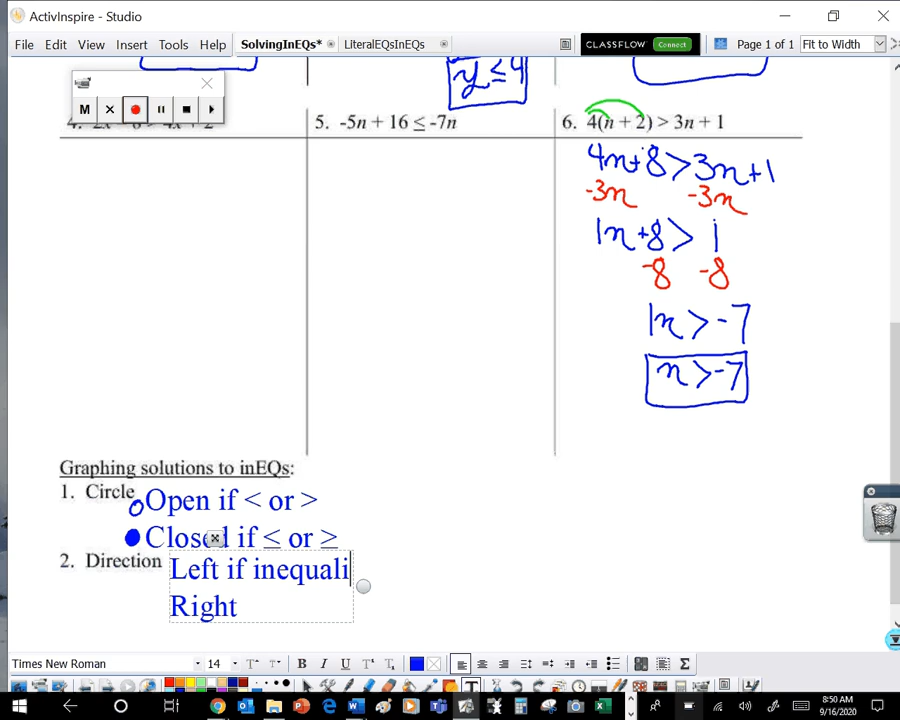 ActivInspire - Studio
File Edit View Insert Tools Help SolvingInEQs* LiteralEQsInEQs CLASSFLOW Connect Page 1 of 1 Fit to Width
y ≤ 4
M
5. -5n + 16 ≤ -7n
6. 4(n + 2) > 3n + 1
4n+8 > 3n+1
-3n -3n
1n +8 > 1
-8 -8
1n > -7
n > -7
Graphing solutions to inEQs:
1. Circle
Open if < or >
Closed if ≤ or ≥
2. Direction
Left if inequali
Right
Times New Roman 14 B I U Σ
8:50 AM
9/16/2020